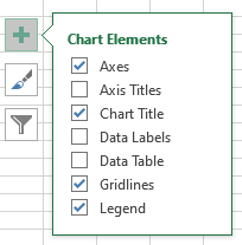 Chart Elements
Axes
Axis Titles
Chart Title
Data Labels
Data Table
Gridlines
Legend